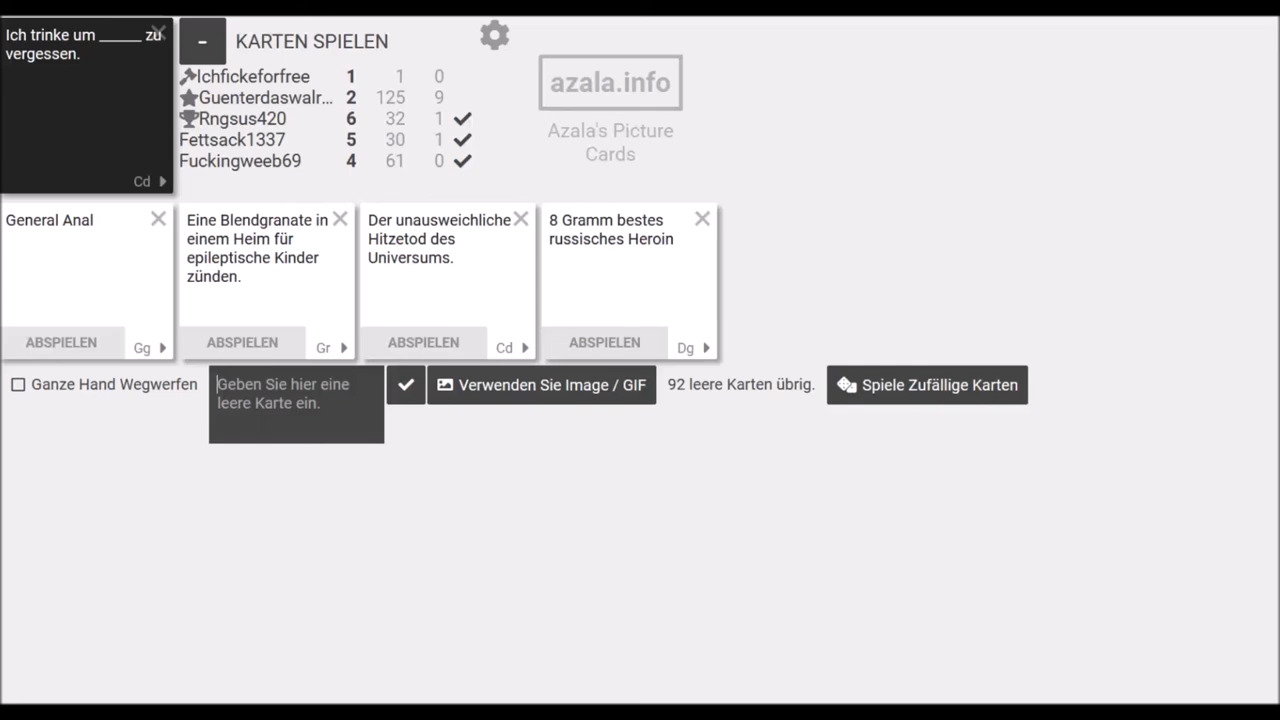 Ich trinke um ______ zu
vergessen.
Cd
-
KARTEN SPIELEN
Ichfickeforfree 1 1 0
Guenterdaswalr... 2 125 9
Rngsus420 6 32 1
Fettsack1337 5 30 1
Fuckingweeb69 4 61 0
azala.info
Azala's Picture
Cards
General Anal
ABSPIELEN
Gg
Eine Blendgranate in
einem Heim für
epileptische Kinder
zünden.
ABSPIELEN
Gr
Der unausweichliche
Hitzetod des
Universums.
ABSPIELEN
Cd
8 Gramm bestes
russisches Heroin
ABSPIELEN
Dg
Ganze Hand Wegwerfen
Geben Sie hier eine
leere Karte ein.
Verwenden Sie Image / GIF
92 leere Karten übrig.
Spiele Zufällige Karten